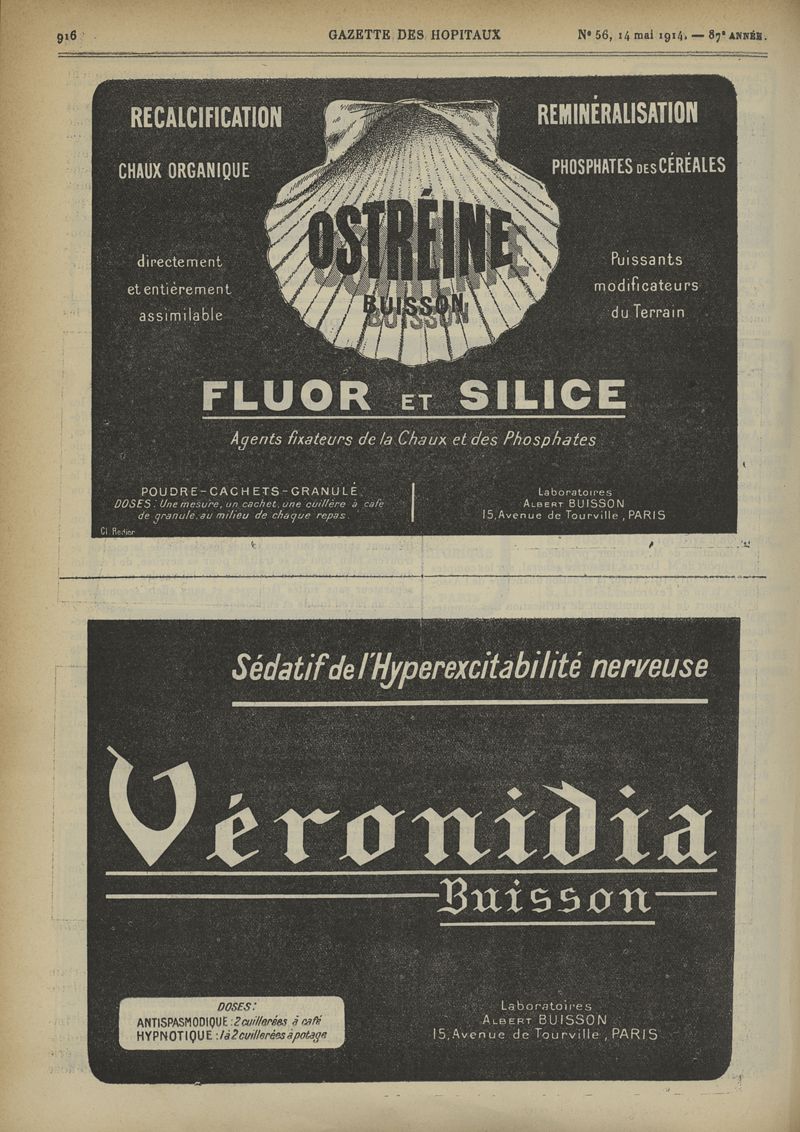 916
GAZETTE DES HOPITAUX
N° 56, 14 mai 1914. — 87e ANNÉE.
RECALCIFICATION
CHAUX ORGANIQUE
directement
et entièrement
assimilable
REMINÉRALISATION
PHOSPHATES DES CÉRÉALES
Puissants
modificateurs
du Terrain
OSTRÉINE
BUISSON
FLUOR ET SILICE
Agents fixateurs de la Chaux et des Phosphates
POUDRE-CACHETS-GRANULÉ
DOSES: Une mesure, un cachet, une cuillère à café
de granulé, au milieu de chaque repas.
Cl. Redier
Laboratoires
ALBERT BUISSON
15, Avenue de Tourville, PARIS
Sédatif de l'Hyperexcitabilité nerveuse
Véronidia
Buisson
DOSES:
ANTISPASMODIQUE: 2 cuillerées à café
HYPNOTIQUE: 1 à 2 cuillerées à potage
Laboratoires
ALBERT BUISSON
15, Avenue de Tourville, PARIS